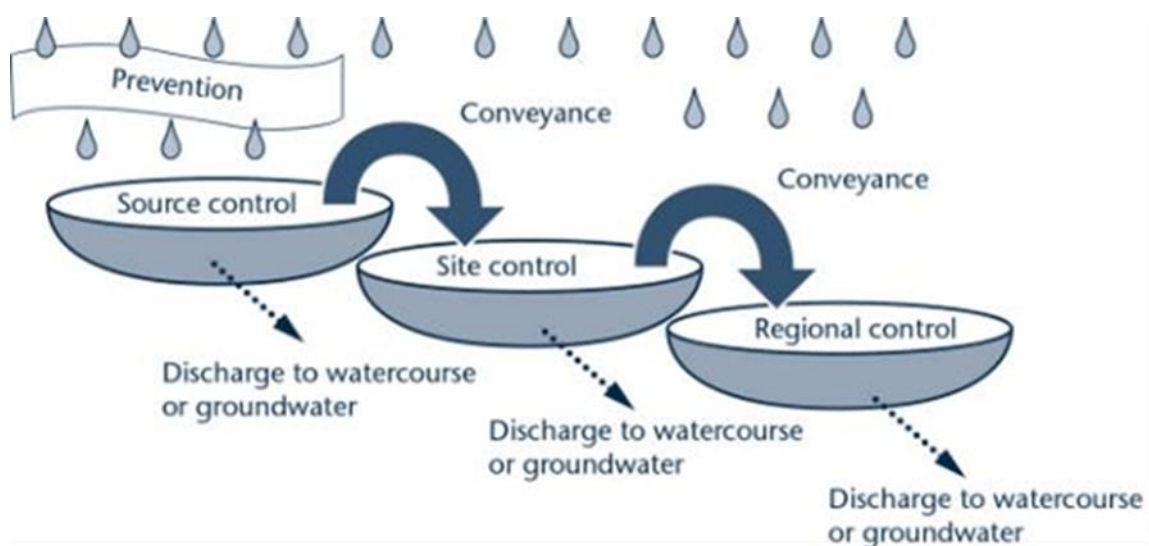 Prevention
Conveyance
Conveyance
Source control
Site control
Regional control
Discharge to watercourse
or groundwater
Discharge to watercourse
or groundwater
Discharge to watercourse
or groundwater